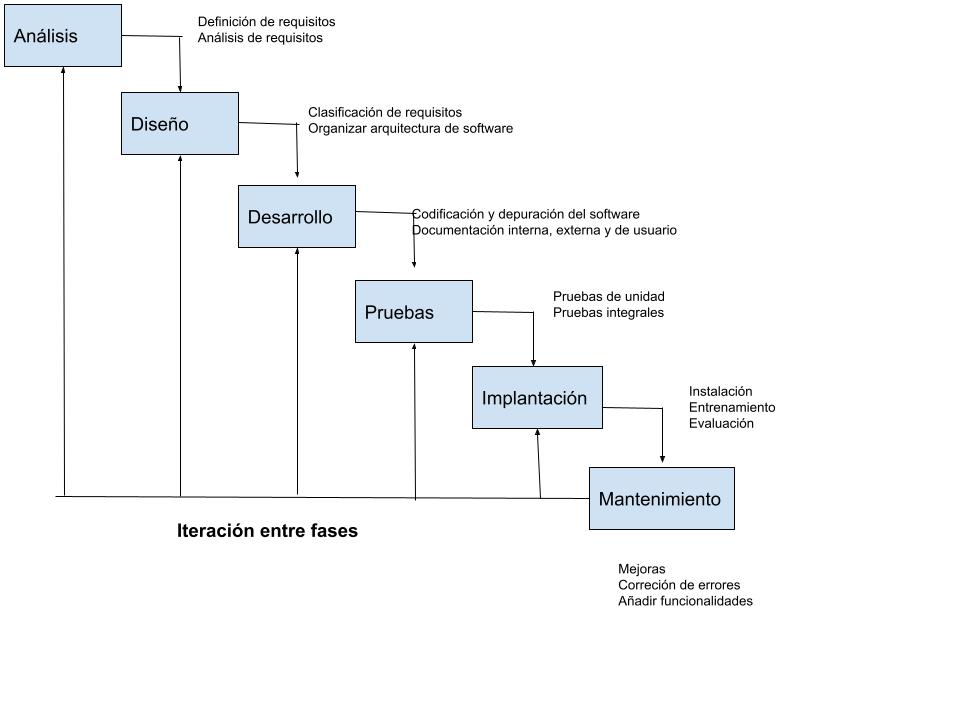 Análisis
Definición de requisitos
Análisis de requisitos
Diseño
Clasificación de requisitos
Organizar arquitectura de software
Desarrollo
Codificación y depuración del software
Documentación interna, externa y de usuario
Pruebas
Pruebas de unidad
Pruebas integrales
Implantación
Instalación
Entrenamiento
Evaluación
Mantenimiento
Iteración entre fases
Mejoras
Correción de errores
Añadir funcionalidades